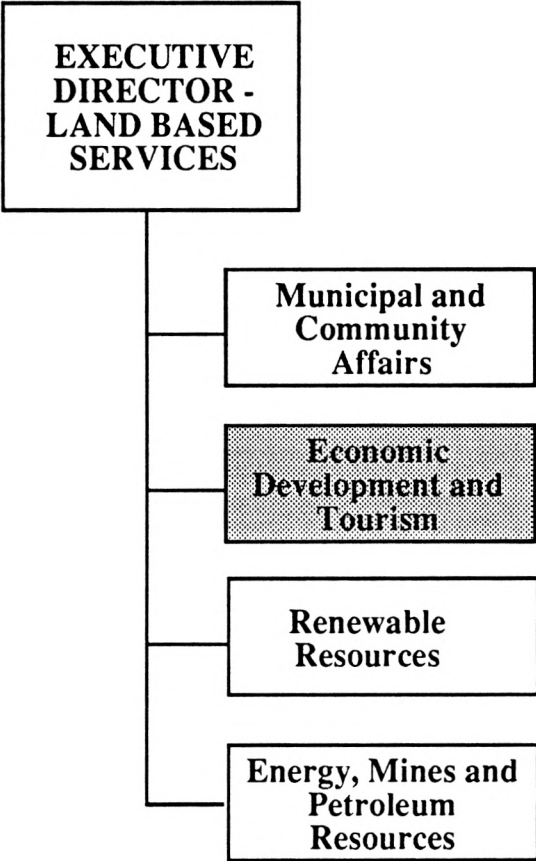 EXECUTIVE
DIRECTOR -
LAND BASED
SERVICES
Municipal and
Community
Affairs
Economic
Development and
Tourism
Renewable
Resources
Energy, Mines and
Petroleum
Resources